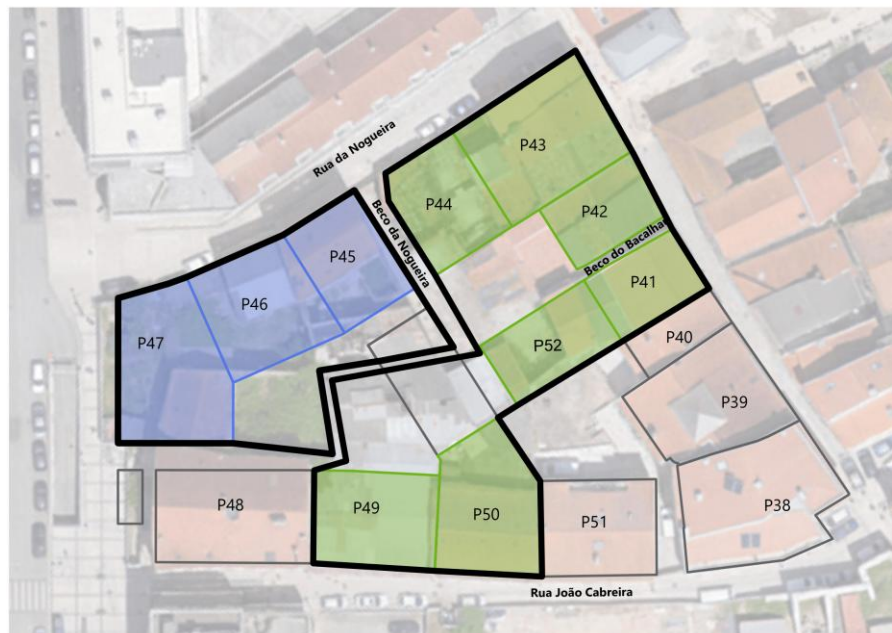 Rua da Nogueira
P43
P44
P42
Beco da Nogueira
Beco do Bacalhau
P45
P41
P46
P47
P52
P40
P39
P48
P49
P50
P51
P38
Rua João Cabreira